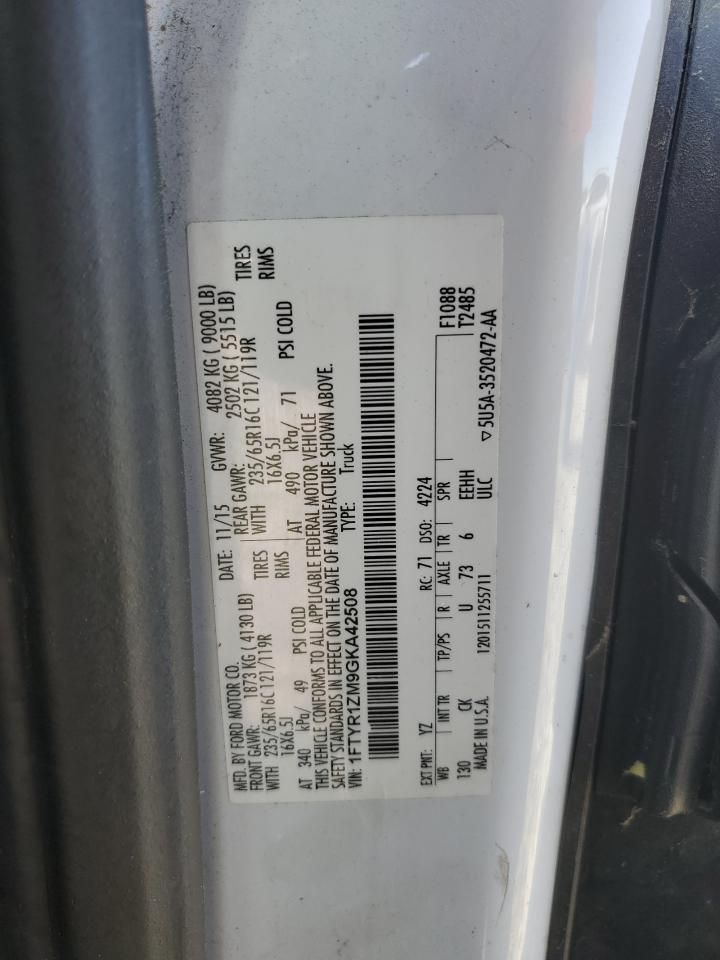 MFD. BY FORD MOTOR CO.
DATE: 11/15 GVWR: 4082 KG ( 9000 LB)
FRONT GAWR: 1873 KG ( 4130 LB) REAR GAWR: 2502 KG ( 5515 LB)
WITH 235/65R16C 121/119R TIRES WITH 235/65R16C 121/119R TIRES
16X6.5J RIMS 16X6.5J RIMS
AT 340 kPa/ 49 PSI COLD AT 490 kPa/ 71 PSI COLD
THIS VEHICLE CONFORMS TO ALL APPLICABLE FEDERAL MOTOR VEHICLE
SAFETY STANDARDS IN EFFECT ON THE DATE OF MANUFACTURE SHOWN ABOVE.
VIN: 1FTYR1ZM9GKA42508 TYPE: Truck
EXT PNT: YZ RC: 71 DSO: 4224 F1088
WB INT TR TP/PS R AXLE TR SPR T2485
130 CK U 73 6 EEHH
MADE IN U.S.A. 1201511255711 ULC ▽5U5A-3520472-AA